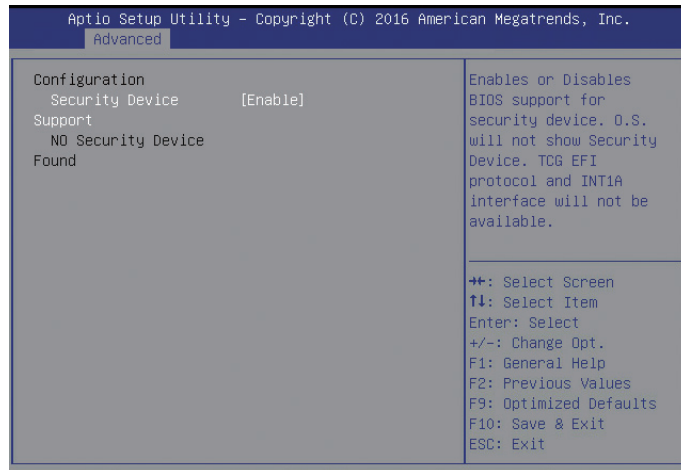 Aptio Setup Utility – Copyright (C) 2016 American Megatrends, Inc.
Advanced
Configuration
Security Device [Enable]
Support
NO Security Device
Found
Enables or Disables
BIOS support for
security device. O.S.
will not show Security
Device. TCG EFI
protocol and INT1A
interface will not be
available.
→←: Select Screen
↑↓: Select Item
Enter: Select
+/-: Change Opt.
F1: General Help
F2: Previous Values
F9: Optimized Defaults
F10: Save & Exit
ESC: Exit